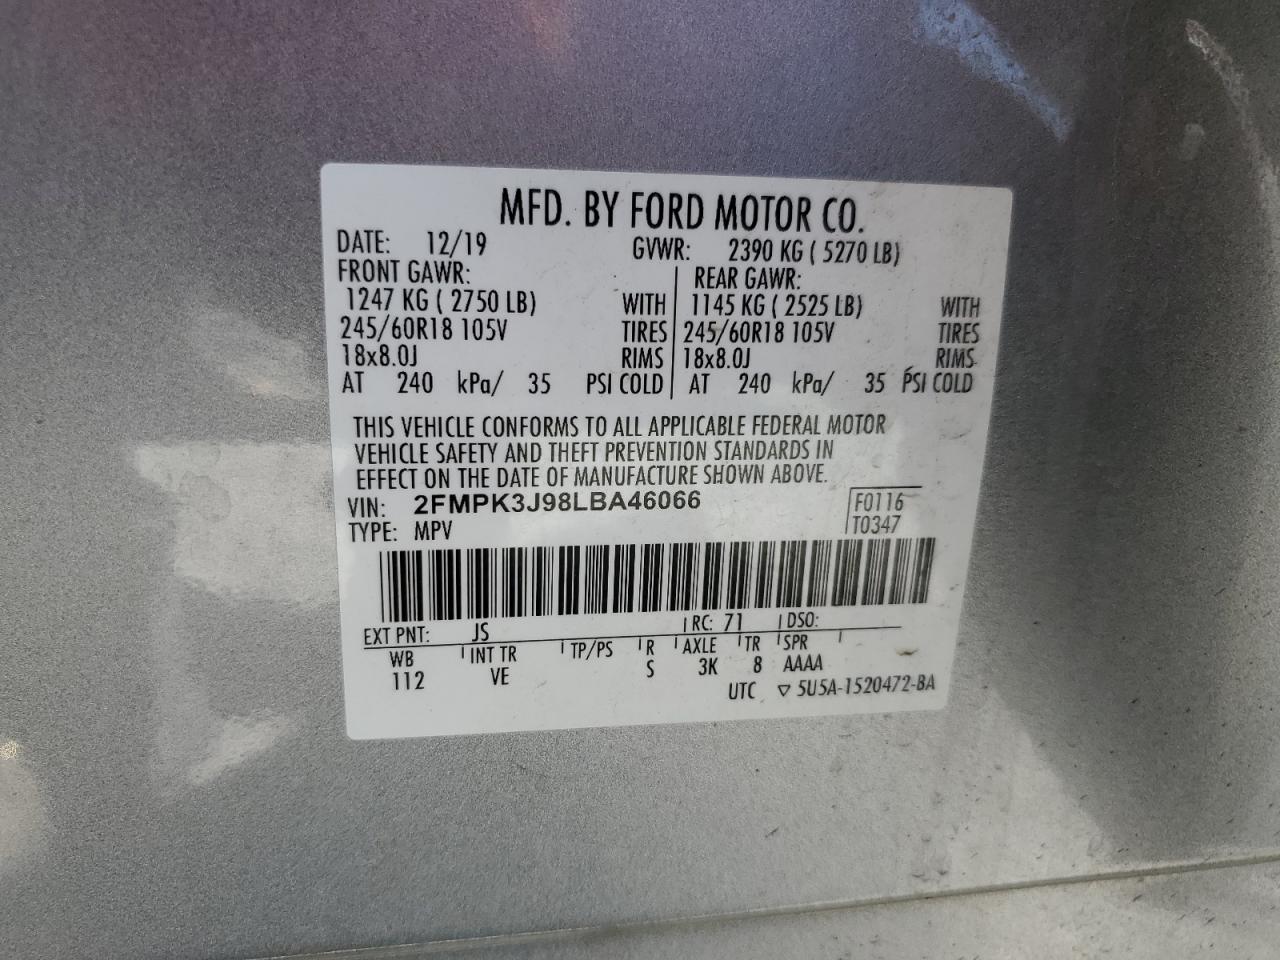 MFD. BY FORD MOTOR CO.
DATE: 12/19 GVWR: 2390 KG ( 5270 LB)
FRONT GAWR: REAR GAWR:
1247 KG ( 2750 LB) WITH 1145 KG ( 2525 LB) WITH
245/60R18 105V TIRES 245/60R18 105V TIRES
18x8.0J RIMS 18x8.0J RIMS
AT 240 kPa/ 35 PSI COLD AT 240 kPa/ 35 PSI COLD
THIS VEHICLE CONFORMS TO ALL APPLICABLE FEDERAL MOTOR
VEHICLE SAFETY AND THEFT PREVENTION STANDARDS IN
EFFECT ON THE DATE OF MANUFACTURE SHOWN ABOVE.
VIN: 2FMPK3J98LBA46066 F0116
TYPE: MPV T0347
EXT PNT: JS RC: 71 DSO:
WB INT TR TP/PS R AXLE TR SPR
112 VE S 3K 8 AAAA
UTC ▽ 5U5A-1520472-BA